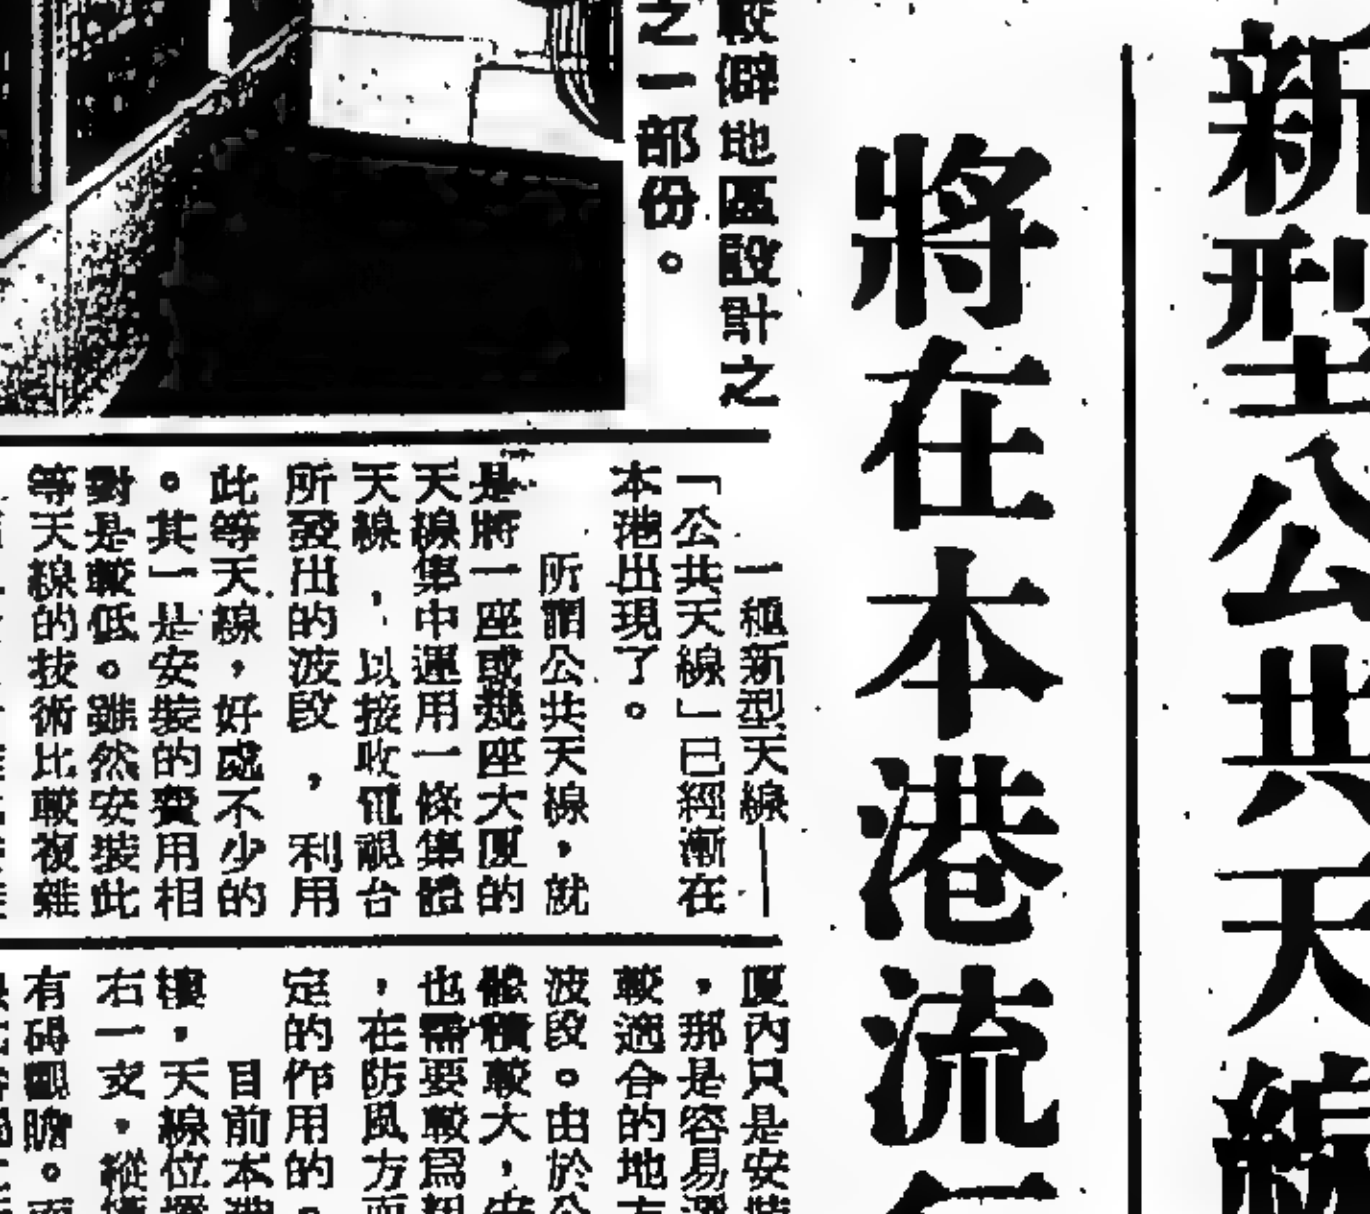 新型公共天線
將在本港流
較僻地區設計之
之一部份。
一種新型天線——
「公共天線」已經漸在
本港出現了。
所謂公共天線,就
是將一座或幾座大厦的
天線集中運用一條集體
天線,以接收電視台
所發出的波段,利用
此等天線,好處不少的
。其一是安裝的費用相
對是較低。雖然安裝此
等天線的技術比較複雜
厦內只是安裝
,那是容易選
較適合的地方
波段。由於公
體積較大,
也需要較爲
,在防風方面
定的作用的。
目前本港
樓,天線位置
右一支,縱
有碍觀瞻。而